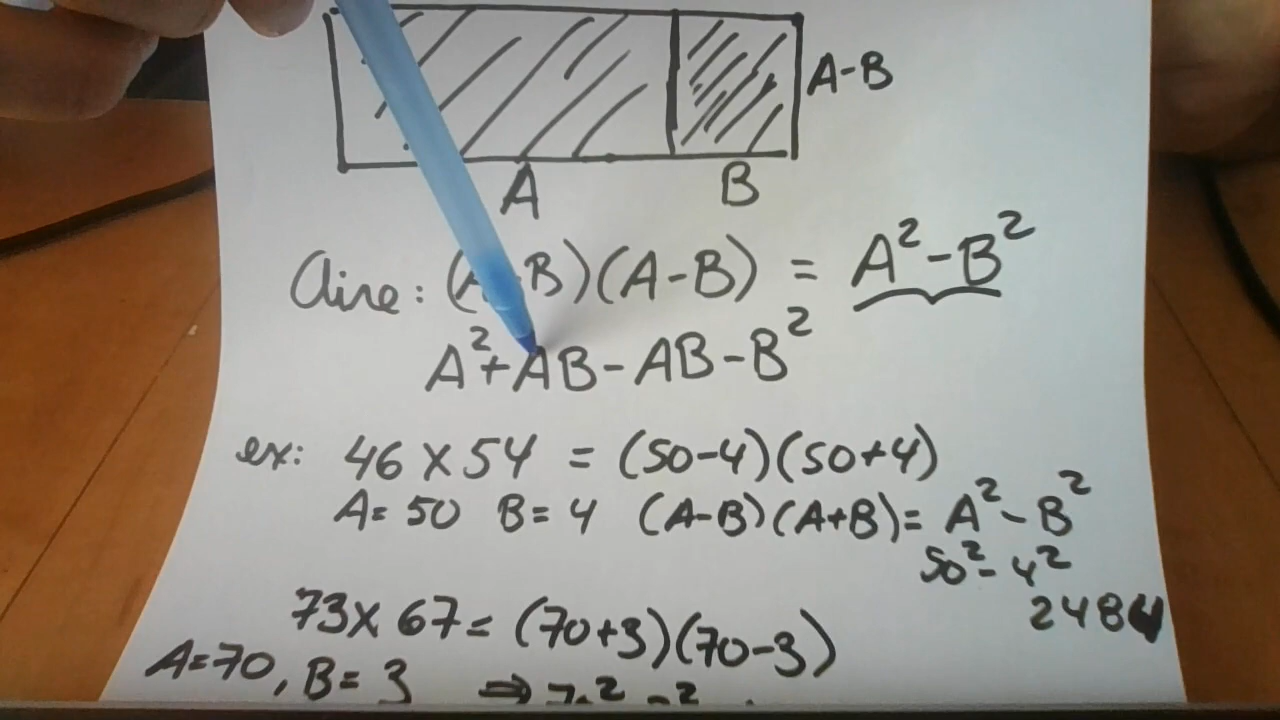 A-B
A B
Aire: (A B)(A-B) = A²-B²
A²+AB-AB-B²
ex: 46 X 54 = (50-4)(50+4)
A= 50 B= 4 (A-B)(A+B)= A²-B²
50²-4²
2484
73x 67= (70+3)(70-3)
A=70, B= 3 ⇒